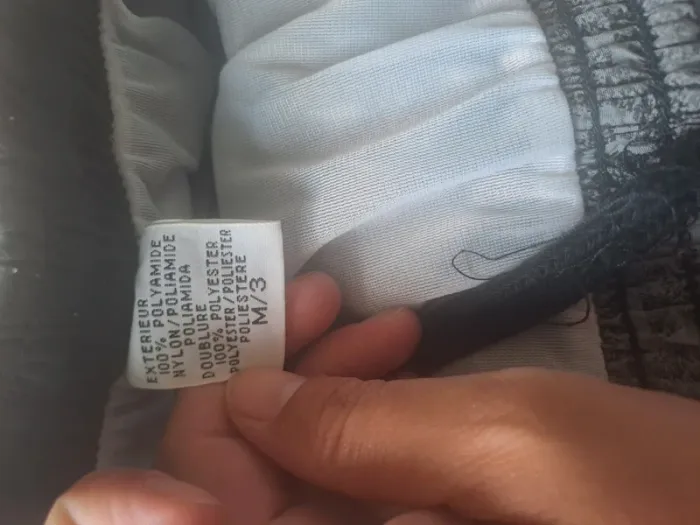 EXTERIEUR
100% POLYAMIDE
NYLON/POLIAMIDE
POLIAMIDA
DOUBLURE
100% POLYESTER
POLYESTER/POLIESTER
POLIESTERE
M/3